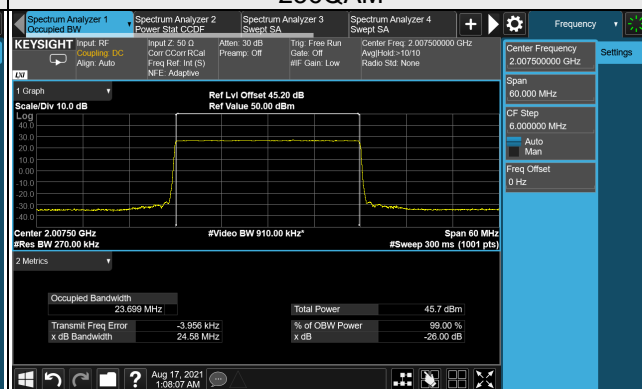 256QAM
Spectrum Analyzer 1
Occupied BW
Spectrum Analyzer 2
Power Stat CCDF
Spectrum Analyzer 3
Swept SA
Spectrum Analyzer 4
Swept SA
Frequency
KEYSIGHT
Input: RF
Coupling: DC
Align: Auto
Input Z: 50 Ω
Corr CCorr RCal
Freq Ref: Int (S)
NFE: Adaptive
Atten: 30 dB
Preamp: Off
Trig: Free Run
Gate: Off
#IF Gain: Low
Center Freq: 2.007500000 GHz
Avg|Hold:>10/10
Radio Std: None
LXI
1 Graph
Scale/Div 10.0 dB
Ref Lvl Offset 45.20 dB
Ref Value 50.00 dBm
Log
40.0
30.0
20.0
10.0
0.00
-10.0
-20.0
-30.0
-40.0
Center 2.00750 GHz
#Video BW 910.00 kHz*
Span 60 MHz
#Res BW 270.00 kHz
#Sweep 300 ms (1001 pts)
2 Metrics
Occupied Bandwidth
23.699 MHz
Total Power 45.7 dBm
Transmit Freq Error -3.956 kHz
% of OBW Power 99.00 %
x dB Bandwidth 24.58 MHz
x dB -26.00 dB
Center Frequency
2.007500000 GHz
Settings
Span
60.000 MHz
CF Step
6.000000 MHz
Auto
Man
Freq Offset
0 Hz
?
Aug 17, 2021
1:08:07 AM